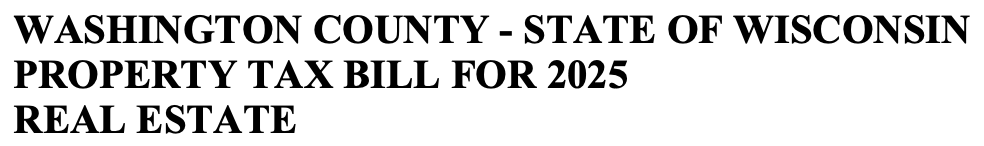 WASHINGTON COUNTY - STATE OF WISCONSIN
PROPERTY TAX BILL FOR 2025
REAL ESTATE